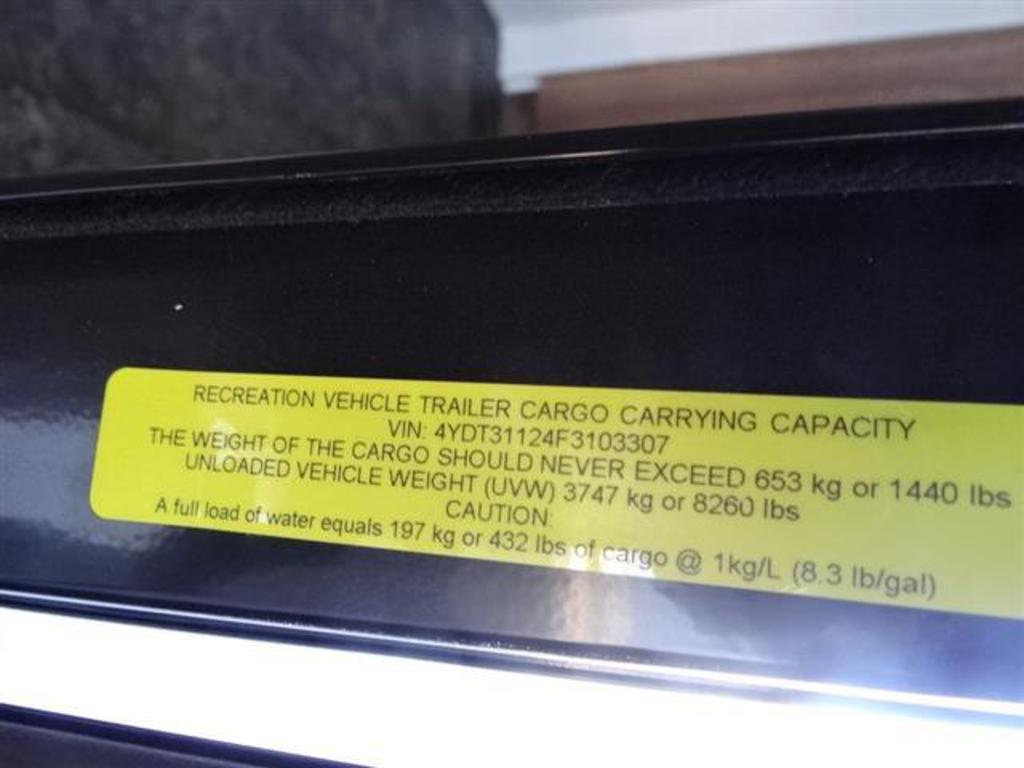 RECREATION VEHICLE TRAILER CARGO CARRYING CAPACITY
VIN: 4YDT31124F3103307
THE WEIGHT OF THE CARGO SHOULD NEVER EXCEED 653 kg or 1440 lbs
UNLOADED VEHICLE WEIGHT (UVW) 3747 kg or 8260 lbs
CAUTION:
A full load of water equals 197 kg or 432 lbs of cargo @ 1kg/L (8.3 lb/gal)